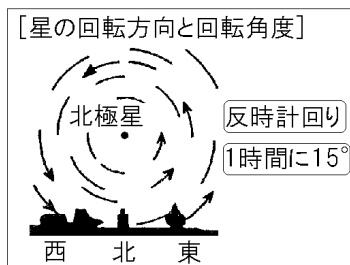 [星の回転方向と回転角度]
北極星
反時計回り
1時間に15°
西 北 東